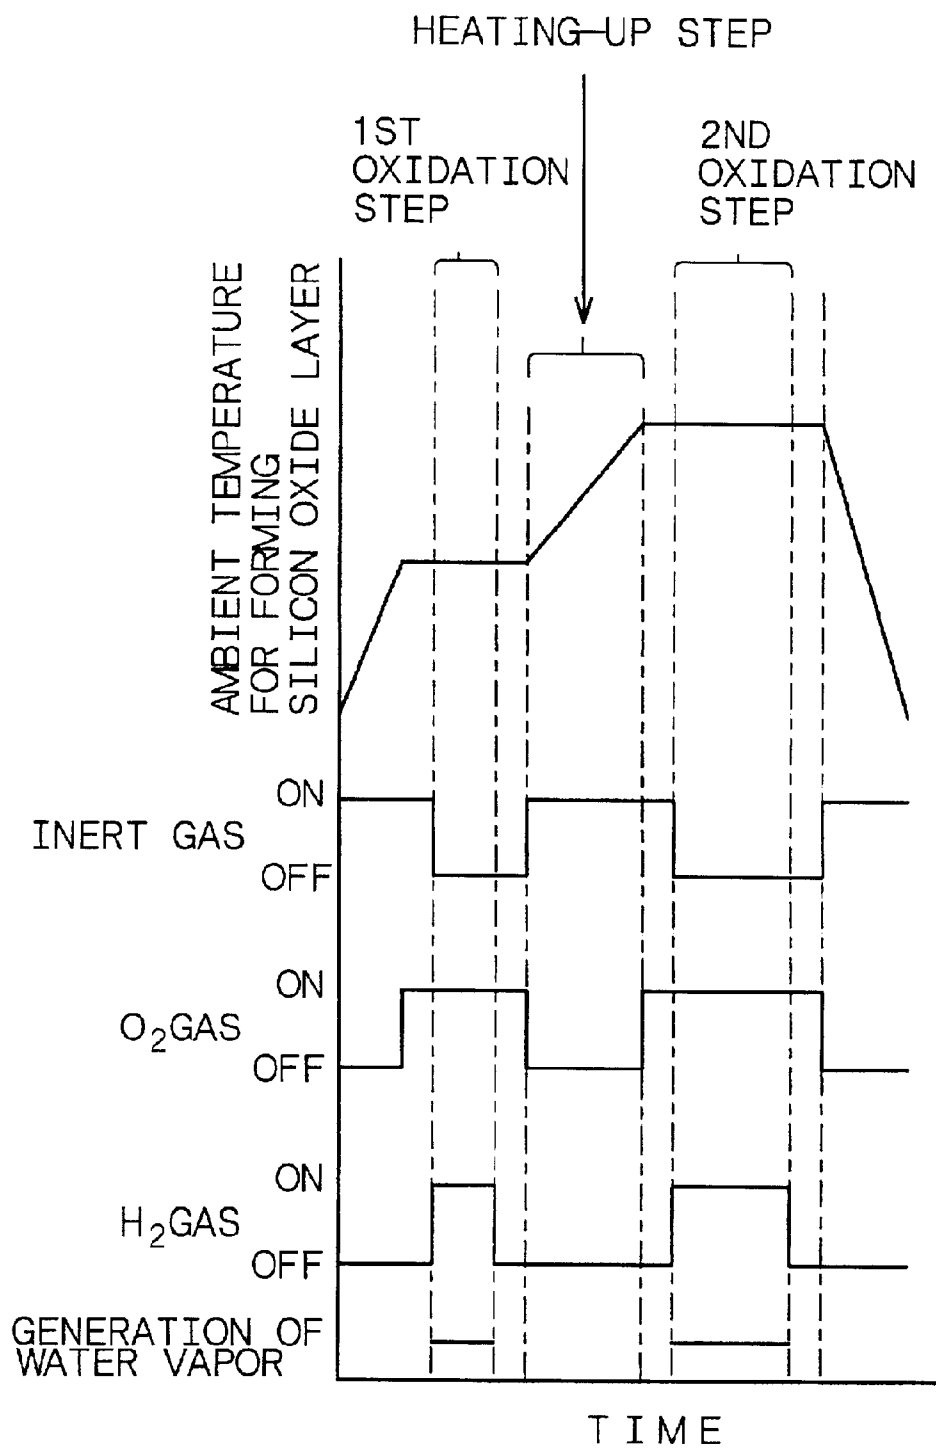 HEATING-UP STEP
1ST
OXIDATION
STEP
2ND
OXIDATION
STEP
AMBIENT TEMPERATURE
FOR FORMING
SILICON OXIDE LAYER
ON
INERT GAS
OFF
ON
O₂GAS
OFF
ON
H₂GAS
OFF
GENERATION OF
WATER VAPOR
TIME